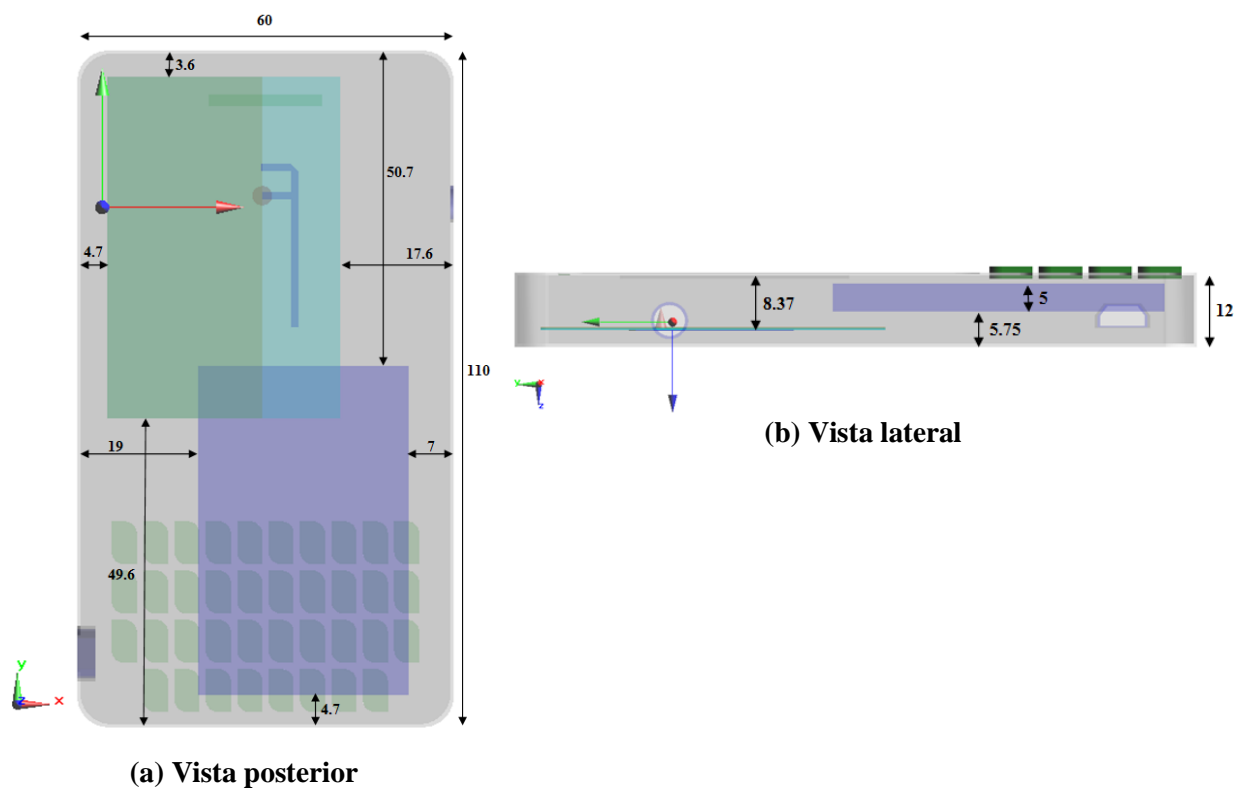 60
3.6
50.7
4.7
17.6
110
19
7
49.6
4.7
y
z
x
(a) Vista posterior
8.37
5
5.75
12
y
x
z
(b) Vista lateral